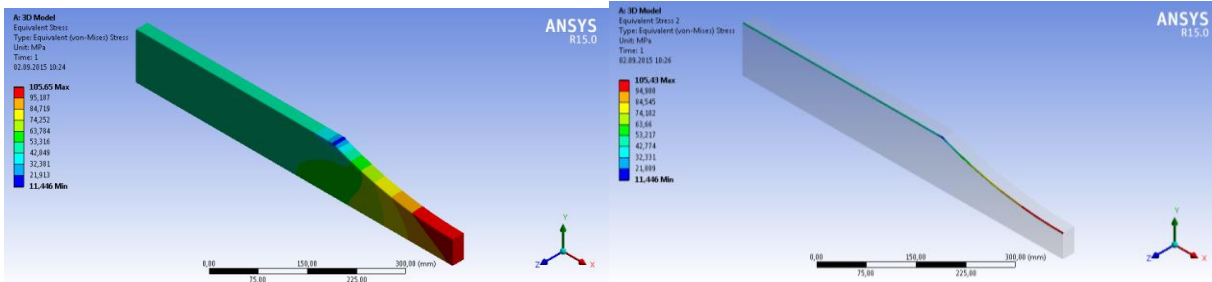 A: 3D Model
Equivalent Stress
Type: Equivalent (von-Mises) Stress
Unit: MPa
Time: 1
02.09.2015 10:24
105,65 Max
95,187
84,719
74,252
63,784
53,316
42,849
32,381
21,913
11,446 Min
ANSYS
R15.0
0,00
150,00
300,00 (mm)
75,00
225,00
Y
Z
X
A: 3D Model
Equivalent Stress 2
Type: Equivalent (von-Mises) Stress
Unit: MPa
Time: 1
02.09.2015 10:26
105,43 Max
94,988
84,545
74,102
63,66
53,217
42,774
32,331
21,889
11,446 Min
ANSYS
R15.0
0,00
150,00
300,00 (mm)
75,00
225,00
Y
Z
X